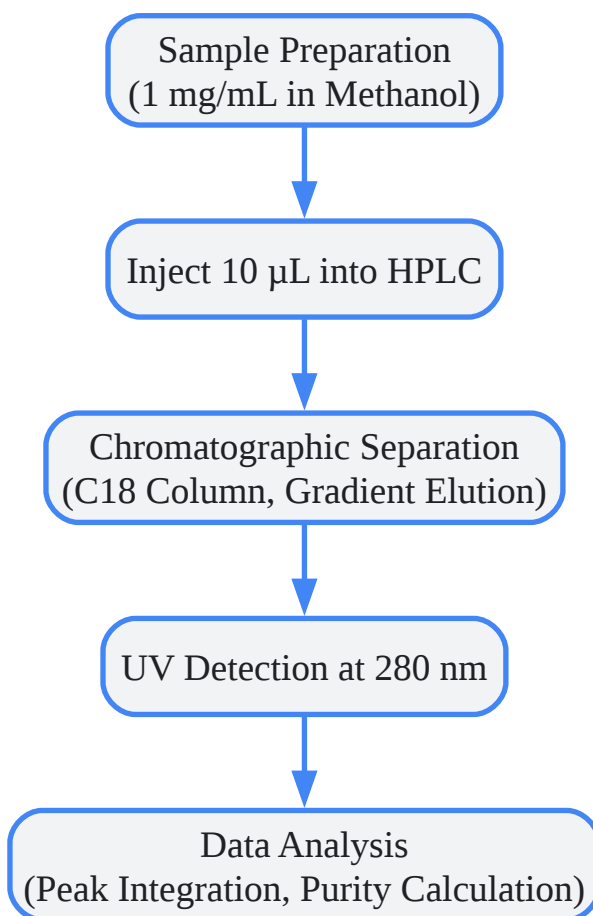 Sample Preparation
(1 mg/mL in Methanol)
Inject 10 µL into HPLC
Chromatographic Separation
(C18 Column, Gradient Elution)
UV Detection at 280 nm
Data Analysis
(Peak Integration, Purity Calculation)